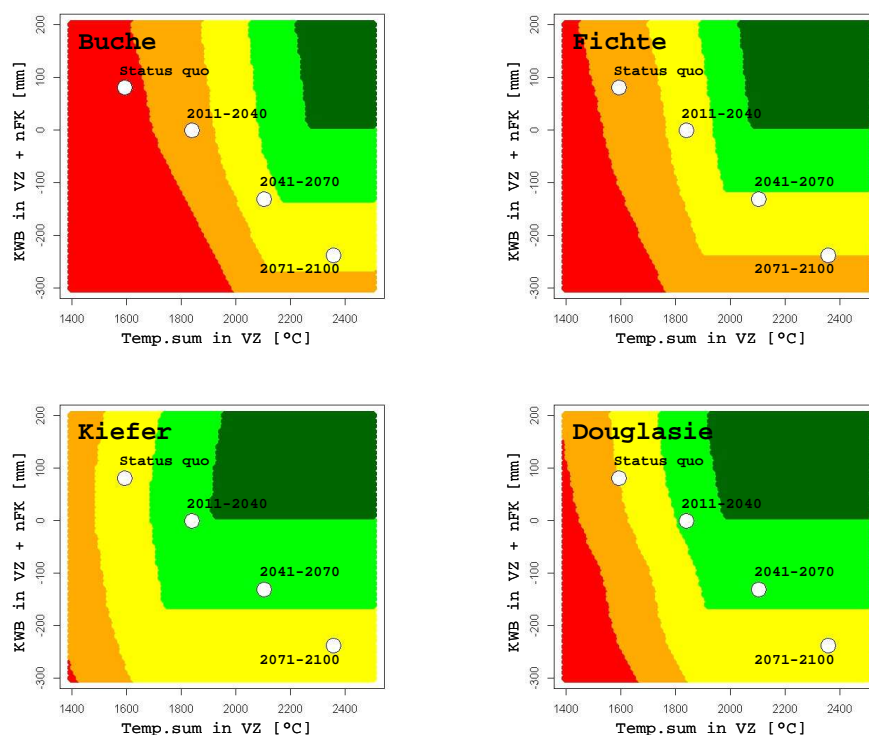 Buche
Status quo
2011-2040
2041-2070
2071-2100
KWB in VZ + nFK [mm]
200
100
0
-100
-200
-300
1400 1600 1800 2000 2200 2400
Temp.sum in VZ [°C]
Fichte
Status quo
2011-2040
2041-2070
2071-2100
KWB in VZ + nFK [mm]
200
100
0
-100
-200
-300
1400 1600 1800 2000 2200 2400
Temp.sum in VZ [°C]
Kiefer
Status quo
2011-2040
2041-2070
2071-2100
KWB in VZ + nFK [mm]
200
100
0
-100
-200
-300
1400 1600 1800 2000 2200 2400
Temp.sum in VZ [°C]
Douglasie
Status quo
2011-2040
2041-2070
2071-2100
KWB in VZ + nFK [mm]
200
100
0
-100
-200
-300
1400 1600 1800 2000 2200 2400
Temp.sum in VZ [°C]